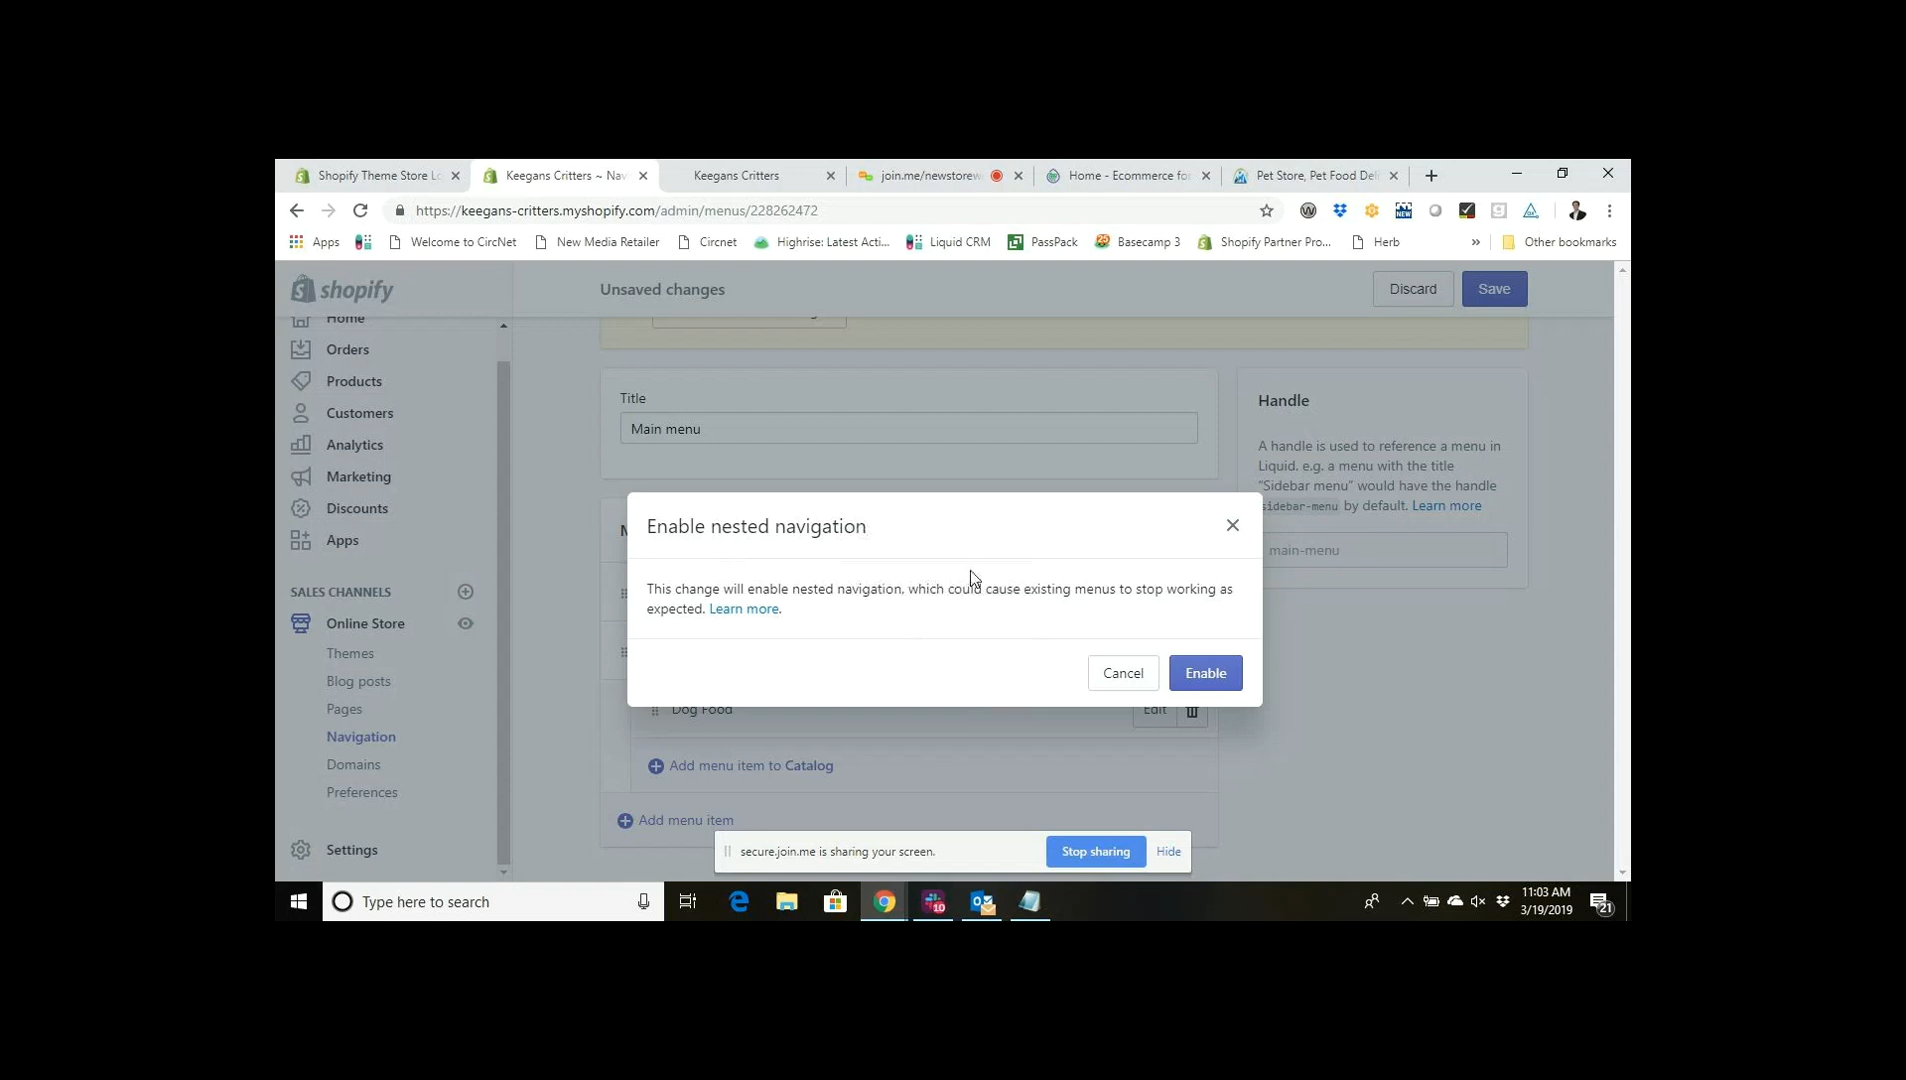 Shopify Theme Store Lo
Keegans Critters ~ Nav
Keegans Critters
join.me/newstorew
Home - Ecommerce for
Pet Store, Pet Food Deli
https://keegans-critters.myshopify.com/admin/menus/228262472
Apps
Welcome to CircNet
New Media Retailer
Circnet
Highrise: Latest Acti...
Liquid CRM
PassPack
Basecamp 3
Shopify Partner Pro...
Herb
»
Other bookmarks
shopify
Unsaved changes
Discard
Save
Home
Orders
Products
Customers
Analytics
Marketing
Discounts
Apps
SALES CHANNELS
Online Store
Themes
Blog posts
Pages
Navigation
Domains
Preferences
Settings
Title
Main menu
Handle
A handle is used to reference a menu in
Liquid. e.g. a menu with the title
“Sidebar menu” would have the handle
sidebar-menu by default. Learn more
main-menu
Enable nested navigation
This change will enable nested navigation, which could cause existing menus to stop working as
expected. Learn more.
Cancel
Enable
Dog Food
Edit
Add menu item to Catalog
Add menu item
secure.join.me is sharing your screen.
Stop sharing
Hide
Type here to search
10
11:03 AM
3/19/2019
21